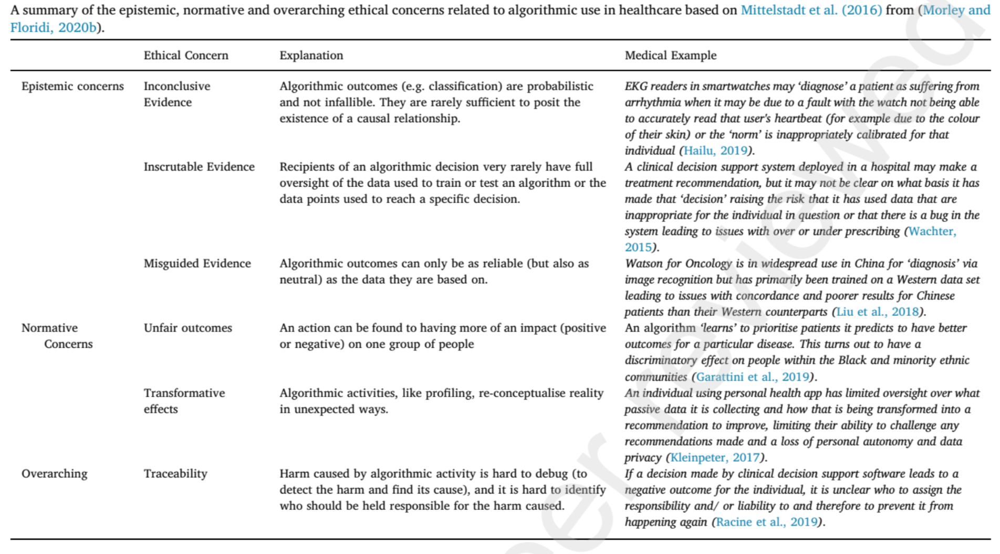 A summary of the epistemic, normative and overarching ethical concerns related to algorithmic use in healthcare based on Mittelstadt et al. (2016) from (Morley and
Floridi, 2020b).
Ethical Concern Explanation Medical Example
Epistemic concerns Inconclusive Algorithmic outcomes (e.g. classification) are probabilistic EKG readers in smartwatches may ‘diagnose’ a patient as suffering from
Evidence and not infallible. They are rarely sufficient to posit the arrhythmia when it may be due to a fault with the watch not being able
existence of a causal relationship. to accurately read that user's heartbeat (for example due to the colour
of their skin) or the ‘norm’ is inappropriately calibrated for that
individual (Hailu, 2019).
Inscrutable Evidence Recipients of an algorithmic decision very rarely have full A clinical decision support system deployed in a hospital may make a
oversight of the data used to train or test an algorithm or the treatment recommendation, but it may not be clear on what basis it has
data points used to reach a specific decision. made that ‘decision’ raising the risk that it has used data that are
inappropriate for the individual in question or that there is a bug in the
system leading to issues with over or under prescribing (Wachter,
2015).
Misguided Evidence Algorithmic outcomes can only be as reliable (but also as Watson for Oncology is in widespread use in China for ‘diagnosis’ via
neutral) as the data they are based on. image recognition but has primarily been trained on a Western data set
leading to issues with concordance and poorer results for Chinese
patients than their Western counterparts (Liu et al., 2018).
Normative Unfair outcomes An action can be found to having more of an impact (positive An algorithm ‘learns’ to prioritise patients it predicts to have better
Concerns or negative) on one group of people outcomes for a particular disease. This turns out to have a
discriminatory effect on people within the Black and minority ethnic
communities (Garattini et al., 2019).
Transformative Algorithmic activities, like profiling, re-conceptualise reality An individual using personal health app has limited oversight over what
effects in unexpected ways. passive data it is collecting and how that is being transformed into a
recommendation to improve, limiting their ability to challenge any
recommendations made and a loss of personal autonomy and data
privacy (Kleinpeter, 2017).
Overarching Traceability Harm caused by algorithmic activity is hard to debug (to If a decision made by clinical decision support software leads to a
detect the harm and find its cause), and it is hard to identify negative outcome for the individual, it is unclear who to assign the
who should be held responsible for the harm caused. responsibility and/ or liability to and therefore to prevent it from
happening again (Racine et al., 2019).
er reviewed